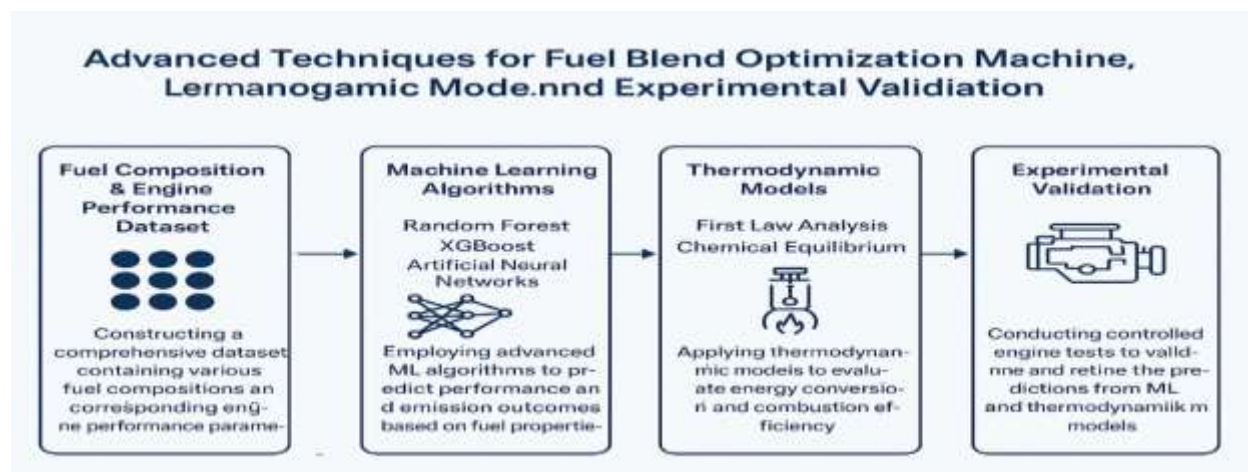 Advanced Techniques for Fuel Blend Optimization Machine,
Lermanogamic Mode.nnd Experimental Validiation
Fuel Composition
& Engine
Performance
Dataset
Constructing a
comprehensive dataset
containing various
fuel compositions an
corresponding eng-
ne performance parame-
Machine Learning
Algorithms
Random Forest
XGBoost
Artificial Neural
Networks
Employing advanced
ML algorithms to pr-
edict performance an
d emission outcomes
based on fuel propertie-
Thermodynamic
Models
First Law Analysis
Chemical Equilibrium
Applying thermodynan-
mic models to evalu-
ate energy conversio-
n and combustion ef-
ficiency
Experimental
Validation
Conducting controlled
engine tests to valid-
nne and retine the pre-
dictions from ML
and thermodynamiik m
models